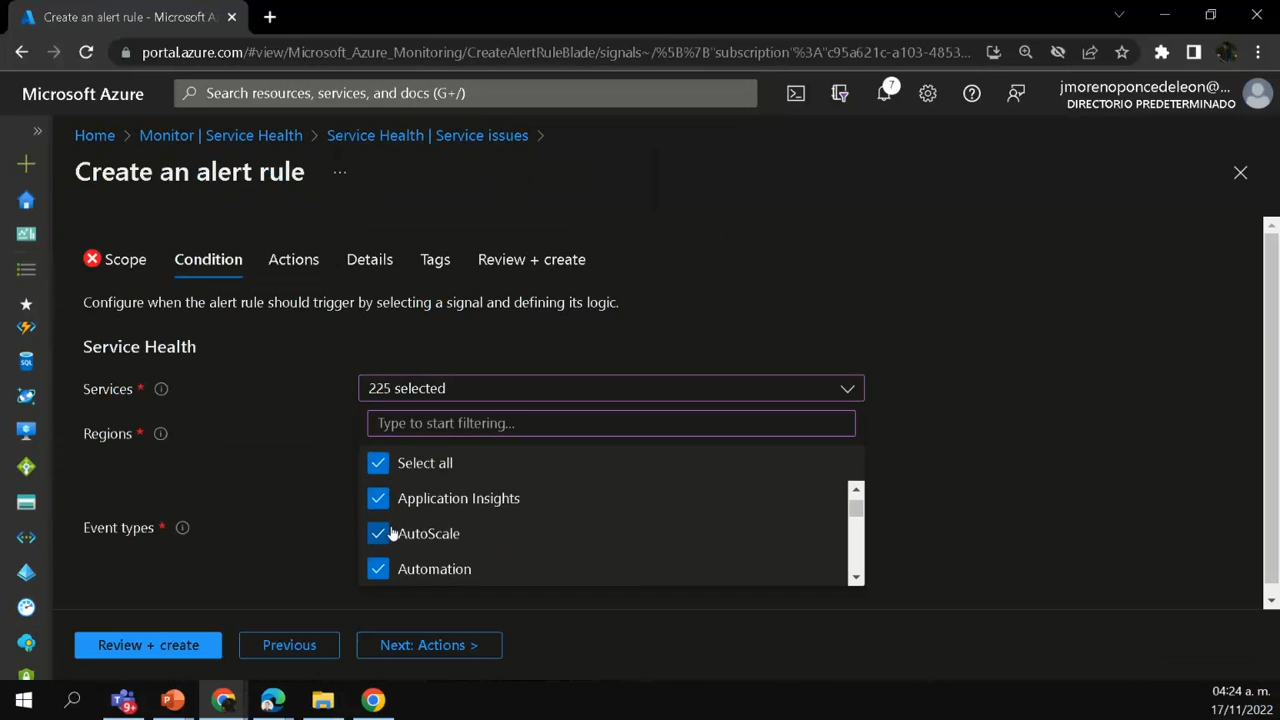 Create an alert rule - Microsoft A
portal.azure.com/#view/Microsoft_Azure_Monitoring/CreateAlertRuleBlade/signals~/%5B%7B"subscription"%3A"c95a621c-a103-4853...
Microsoft Azure
Search resources, services, and docs (G+/)
7
jmorenoponcedeleon@...
DIRECTORIO PREDETERMINADO
Home > Monitor | Service Health > Service Health | Service issues >
Create an alert rule ...
Scope Condition Actions Details Tags Review + create
Configure when the alert rule should trigger by selecting a signal and defining its logic.
Service Health
Services * 225 selected
Type to start filtering...
Regions *
Select all
Application Insights
Event types * AutoScale
Automation
Review + create Previous Next: Actions >
9+
04:24 a. m.
17/11/2022